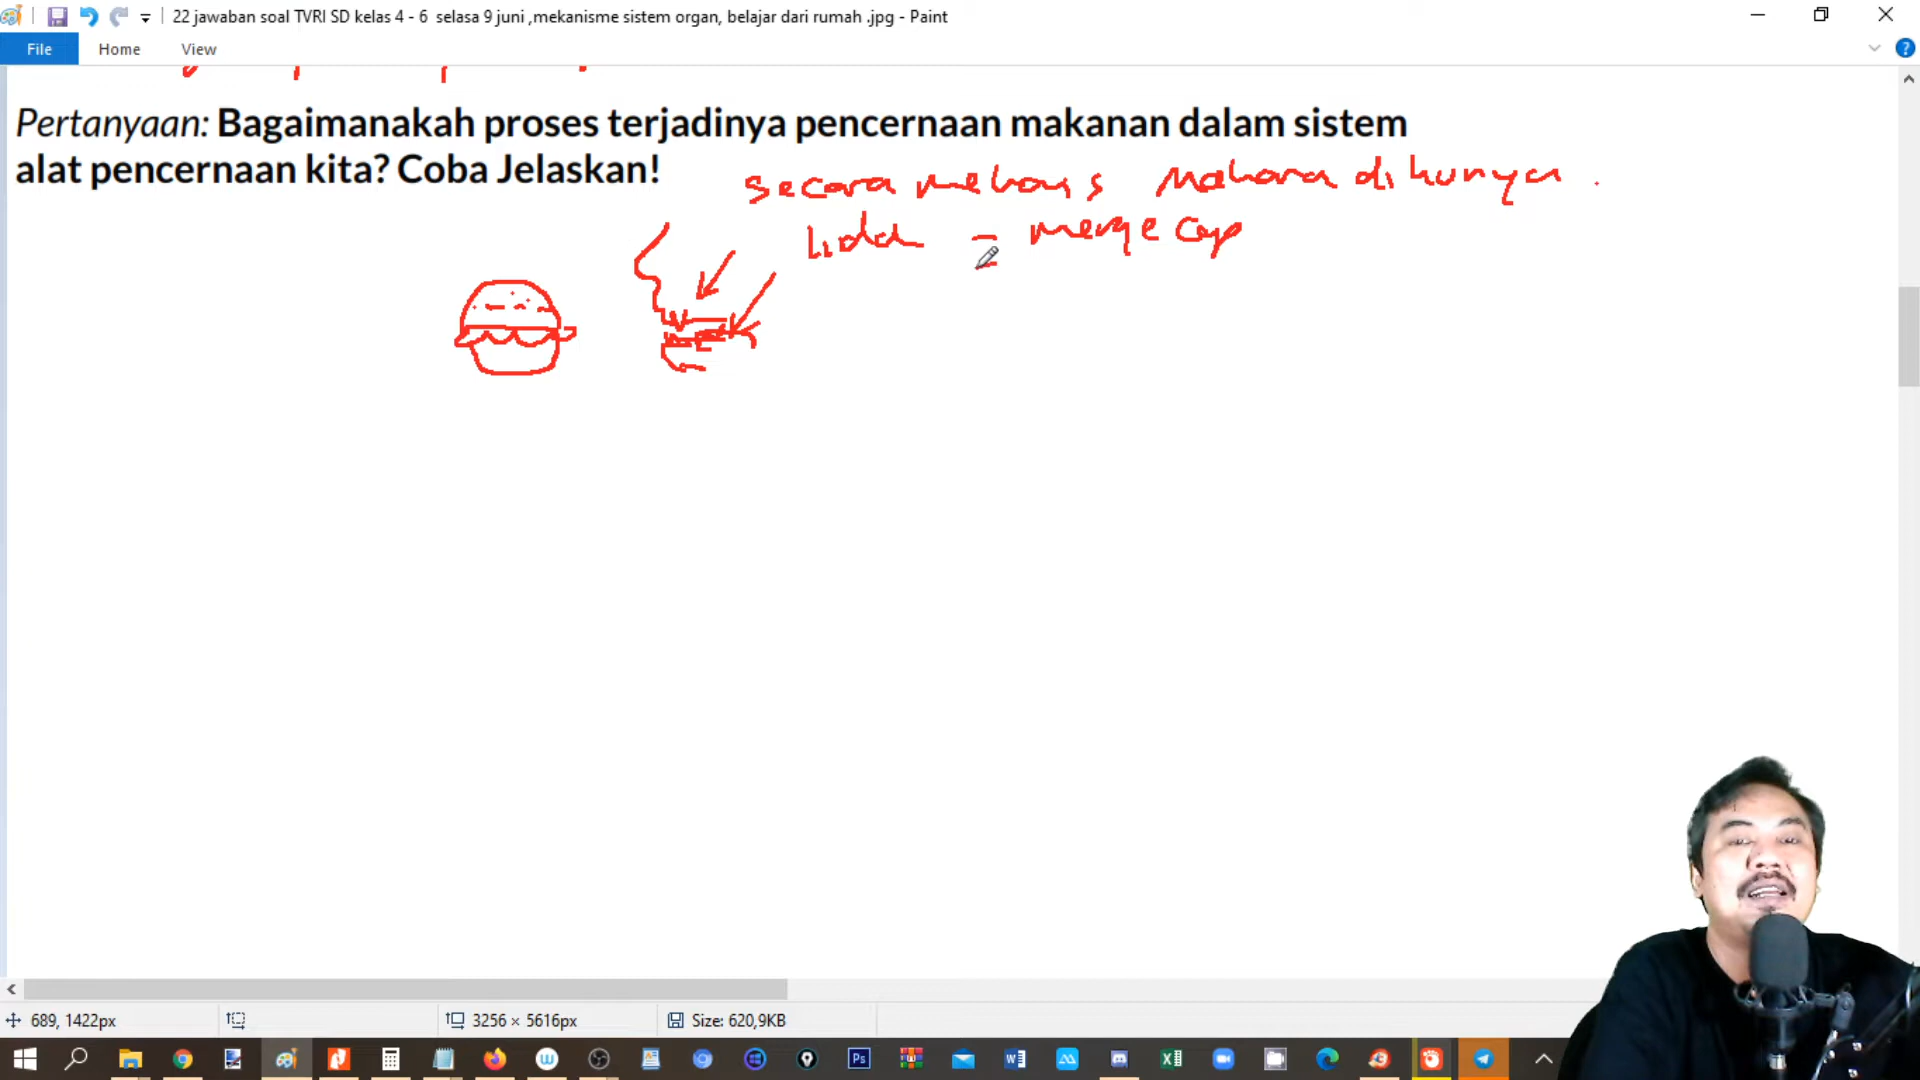 22 jawaban soal TVRI SD kelas 4 - 6 selasa 9 juni ,mekanisme sistem organ, belajar dari rumah .jpg - Paint
File Home View
Pertanyaan: Bagaimanakah proses terjadinya pencernaan makanan dalam sistem
alat pencernaan kita? Coba Jelaskan!
secara mekanis makanan dikunya .
lidah = mengecap
689, 1422px 3256 × 5616px Size: 620,9KB